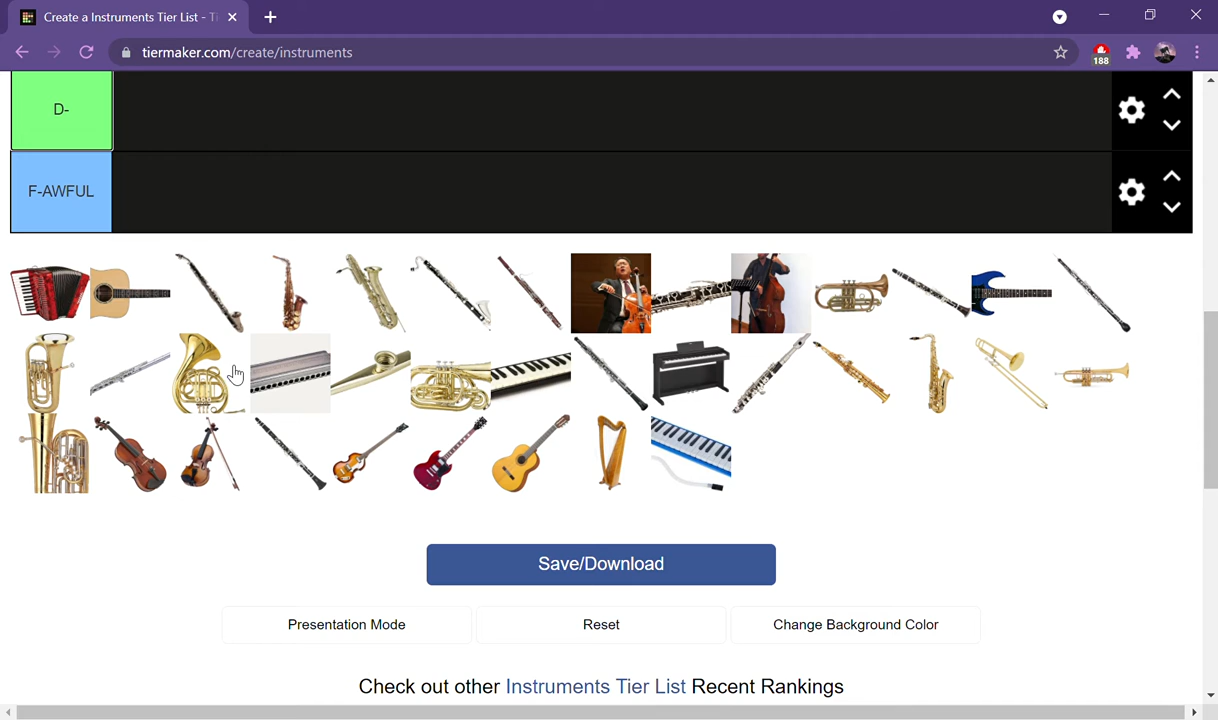 Create a Instruments Tier List - Ti
tiermaker.com/create/instruments
188
D-
F-AWFUL
Save/Download
Presentation Mode
Reset
Change Background Color
Check out other Instruments Tier List Recent Rankings